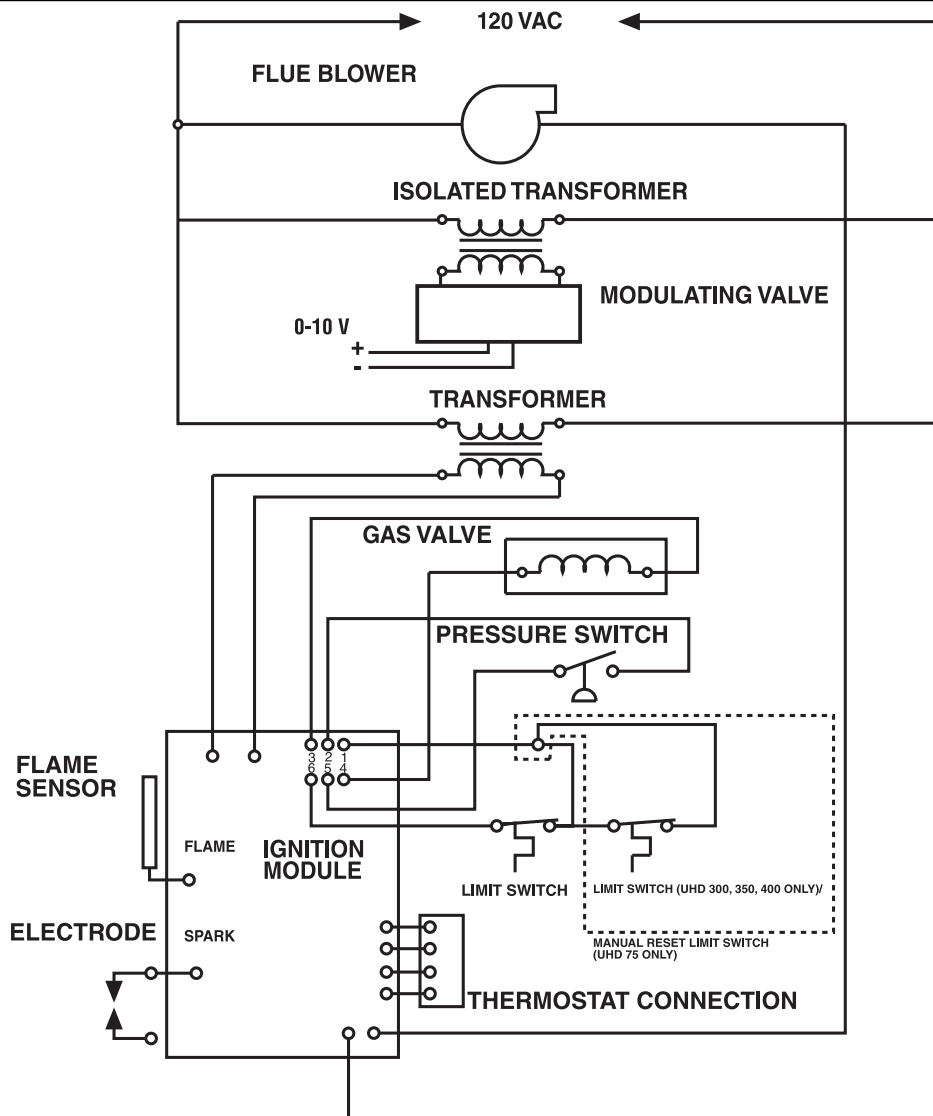 120 VAC
FLUE BLOWER
ISOLATED TRANSFORMER
MODULATING VALVE
0-10 V
+
-
TRANSFORMER
GAS VALVE
PRESSURE SWITCH
3 2 1
6 5 4
FLAME
SENSOR
FLAME
IGNITION
MODULE
LIMIT SWITCH
LIMIT SWITCH (UHD 300, 350, 400 ONLY)/
ELECTRODE
SPARK
MANUAL RESET LIMIT SWITCH
(UHD 75 ONLY)
THERMOSTAT CONNECTION